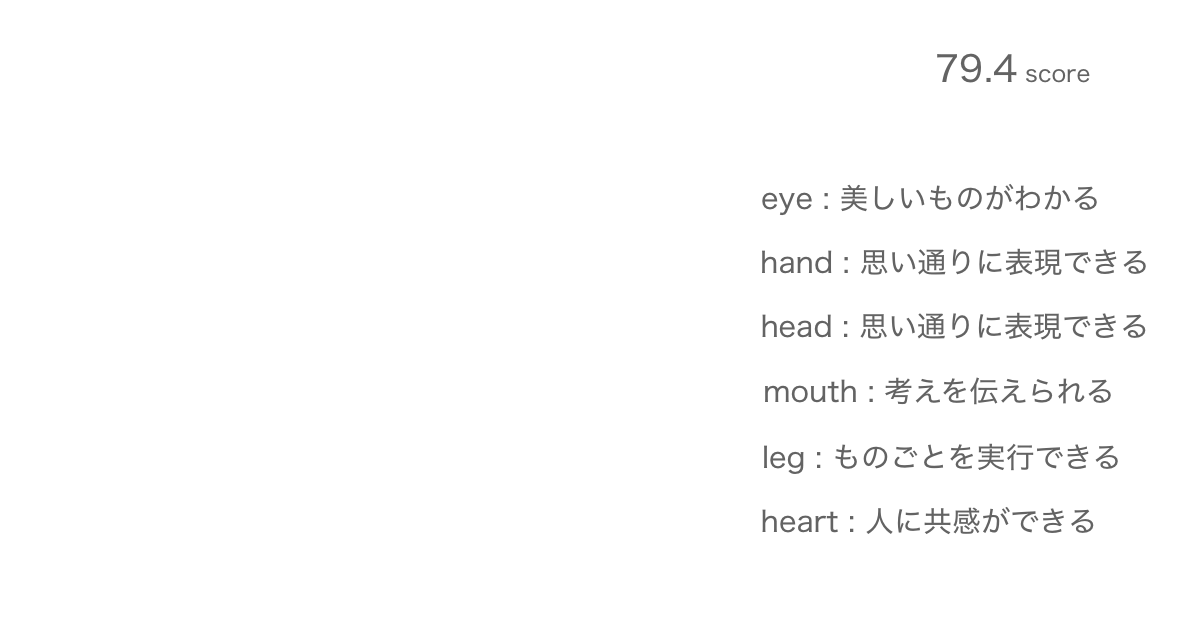 79.4 score
eye : 美しいものがわかる
hand : 思い通りに表現できる
head : 思い通りに表現できる
mouth : 考えを伝えられる
leg : ものごとを実行できる
heart : 人に共感ができる